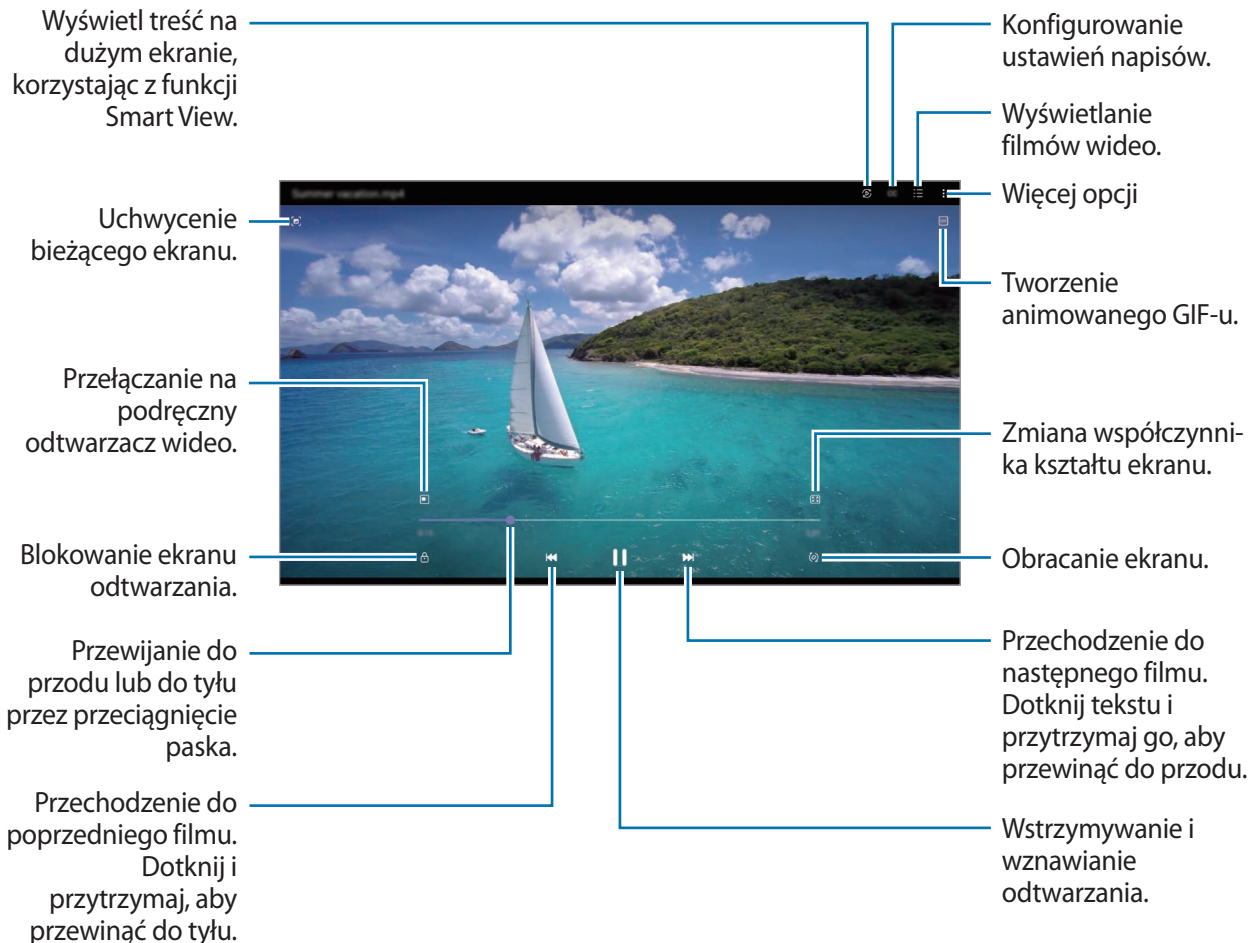 Wyświetl treść na
dużym ekranie,
korzystając z funkcji
Smart View.
Konfigurowanie
ustawień napisów.
Wyświetlanie
filmów wideo.
Więcej opcji
Summer vacation.mp4
Uchwycenie
bieżącego ekranu.
Tworzenie
animowanego GIF-u.
Przełączanie na
podręczny
odtwarzacz wideo.
Zmiana współczynni-
ka kształtu ekranu.
Blokowanie ekranu
odtwarzania.
Obracanie ekranu.
Przewijanie do
przodu lub do tyłu
przez przeciągnięcie
paska.
Przechodzenie do
następnego filmu.
Dotknij tekstu i
przytrzymaj go, aby
przewinąć do przodu.
Przechodzenie do
poprzedniego filmu.
Dotknij i
przytrzymaj, aby
przewinąć do tyłu.
Wstrzymywanie i
wznawianie
odtwarzania.